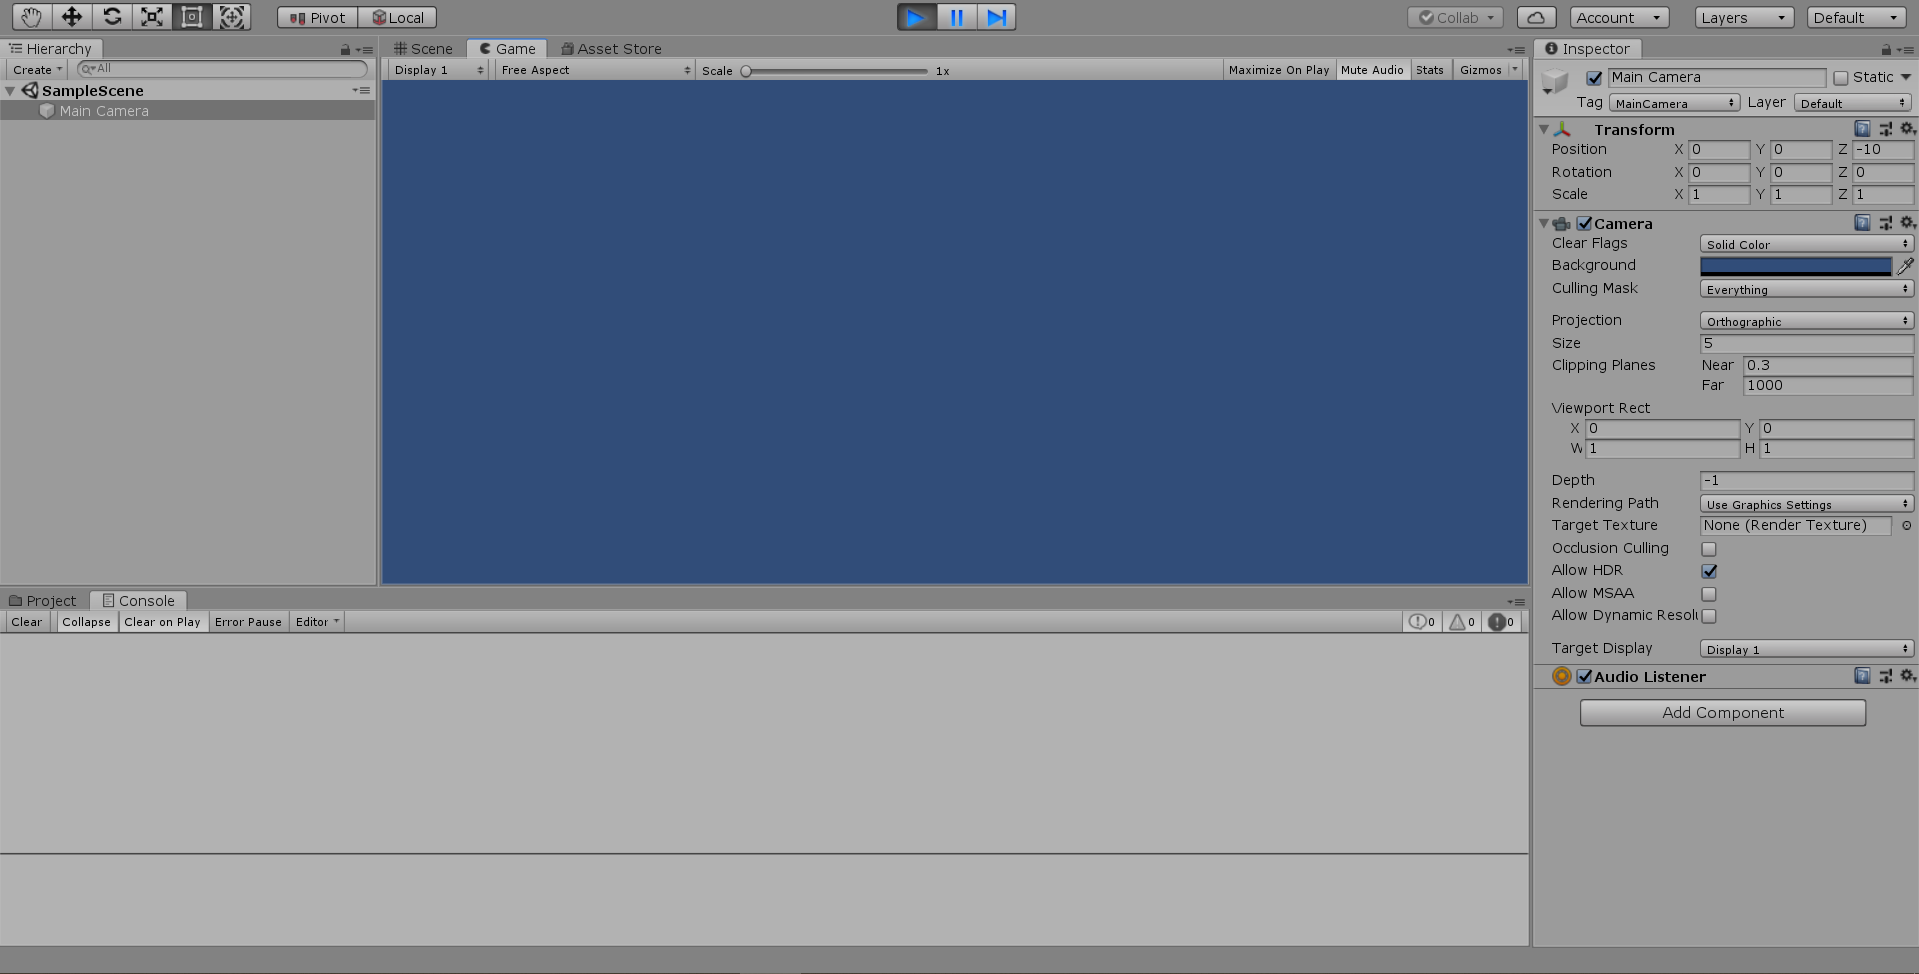 Pivot Local Collab Account Layers Default
Hierarchy
Create All
SampleScene
Main Camera
Scene Game Asset Store
Display 1 Free Aspect Scale 1x Maximize On Play Mute Audio Stats Gizmos
Project Console
Clear Collapse Clear on Play Error Pause Editor 0 0 0
Inspector
Main Camera Static
Tag MainCamera Layer Default
Transform
Position X 0 Y 0 Z -10
Rotation X 0 Y 0 Z 0
Scale X 1 Y 1 Z 1
Camera
Clear Flags Solid Color
Background
Culling Mask Everything
Projection Orthographic
Size 5
Clipping Planes Near 0.3
Far 1000
Viewport Rect
X 0 Y 0
W 1 H 1
Depth -1
Rendering Path Use Graphics Settings
Target Texture None (Render Texture)
Occlusion Culling
Allow HDR
Allow MSAA
Allow Dynamic Resolu
Target Display Display 1
Audio Listener
Add Component